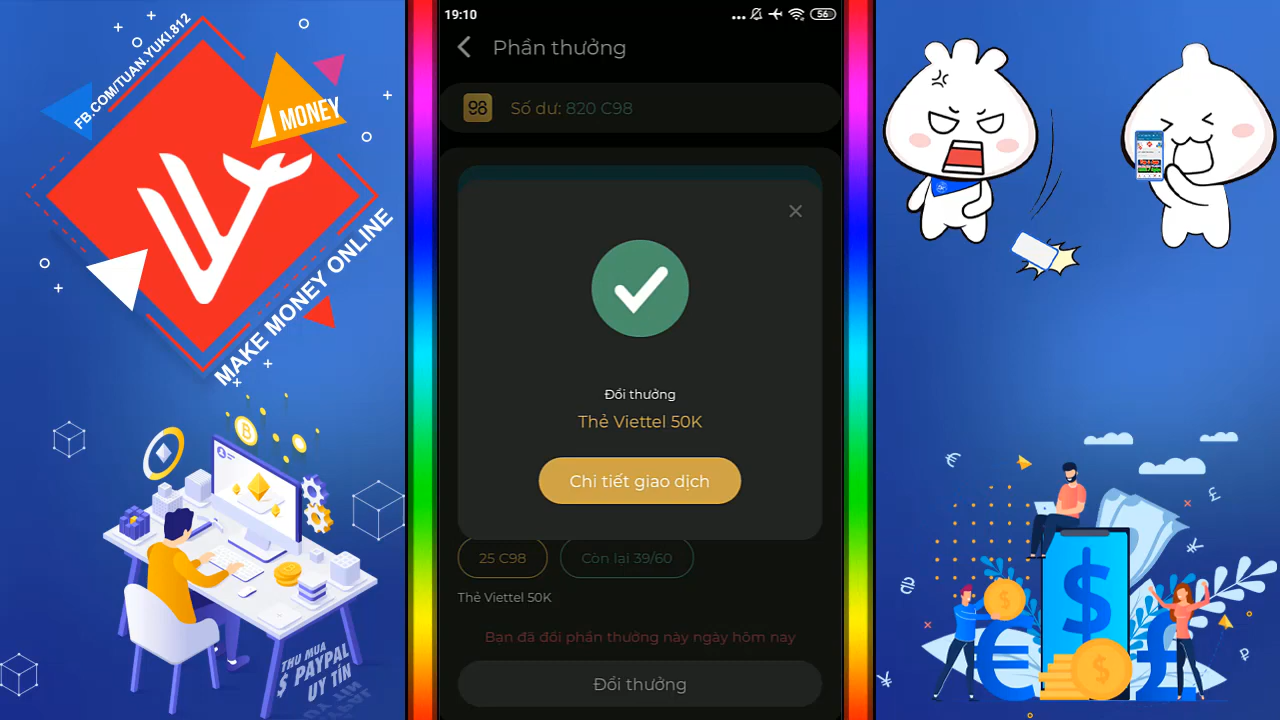 FB.COM/TUAN.YUKI.812
MONEY
MAKE MONEY ONLINE
THU MUA
$ PAYPAL
UY TÍN
19:10
56
Phần thưởng
98
Số dư: 820 C98
Đổi thưởng
Thẻ Viettel 50K
Chi tiết giao dịch
25 C98
Còn lại 39/60
Thẻ Viettel 50K
Bạn đã đổi phần thưởng này ngày hôm nay
Đổi thưởng